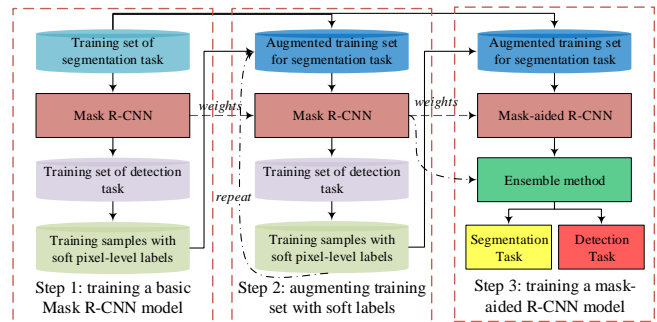 Training set of
segmentation task
Mask R-CNN
Training set of detection
task
Training samples with
soft pixel-level labels
Step 1: training a basic
Mask R-CNN model
weights
Augmented training set
for segmentation task
Mask R-CNN
Training set of detection
task
repeat
Training samples with
soft pixel-level labels
Step 2: augmenting training
set with soft labels
weights
Augmented training set
for segmentation task
Mask-aided R-CNN
Ensemble method
Segmentation
Task
Detection
Task
Step 3: training a mask-
aided R-CNN model